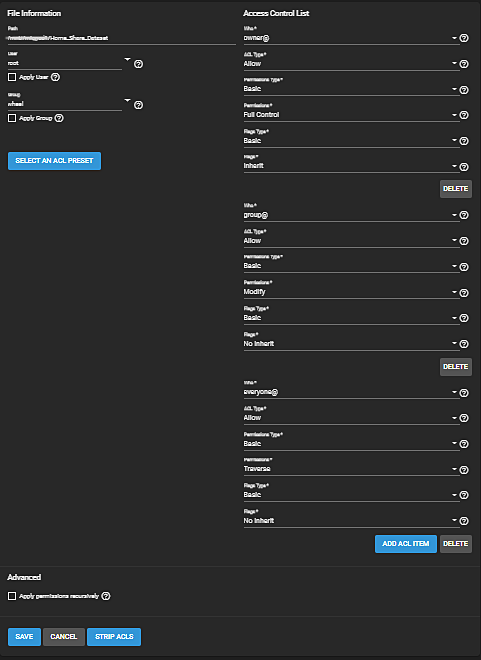 File Information
Path
/Home_Share_Dataset
User
root
Apply User
Group
wheel
Apply Group
SELECT AN ACL PRESET
Access Control List
Who *
owner@
ACL Type *
Allow
Permissions Type *
Basic
Permissions *
Full Control
Flags Type *
Basic
Flags *
Inherit
DELETE
Who *
group@
ACL Type *
Allow
Permissions Type *
Basic
Permissions *
Modify
Flags Type *
Basic
Flags *
No Inherit
DELETE
Who *
everyone@
ACL Type *
Allow
Permissions Type *
Basic
Permissions *
Traverse
Flags Type *
Basic
Flags *
No Inherit
ADD ACL ITEM DELETE
Advanced
Apply permissions recursively
SAVE CANCEL STRIP ACLS